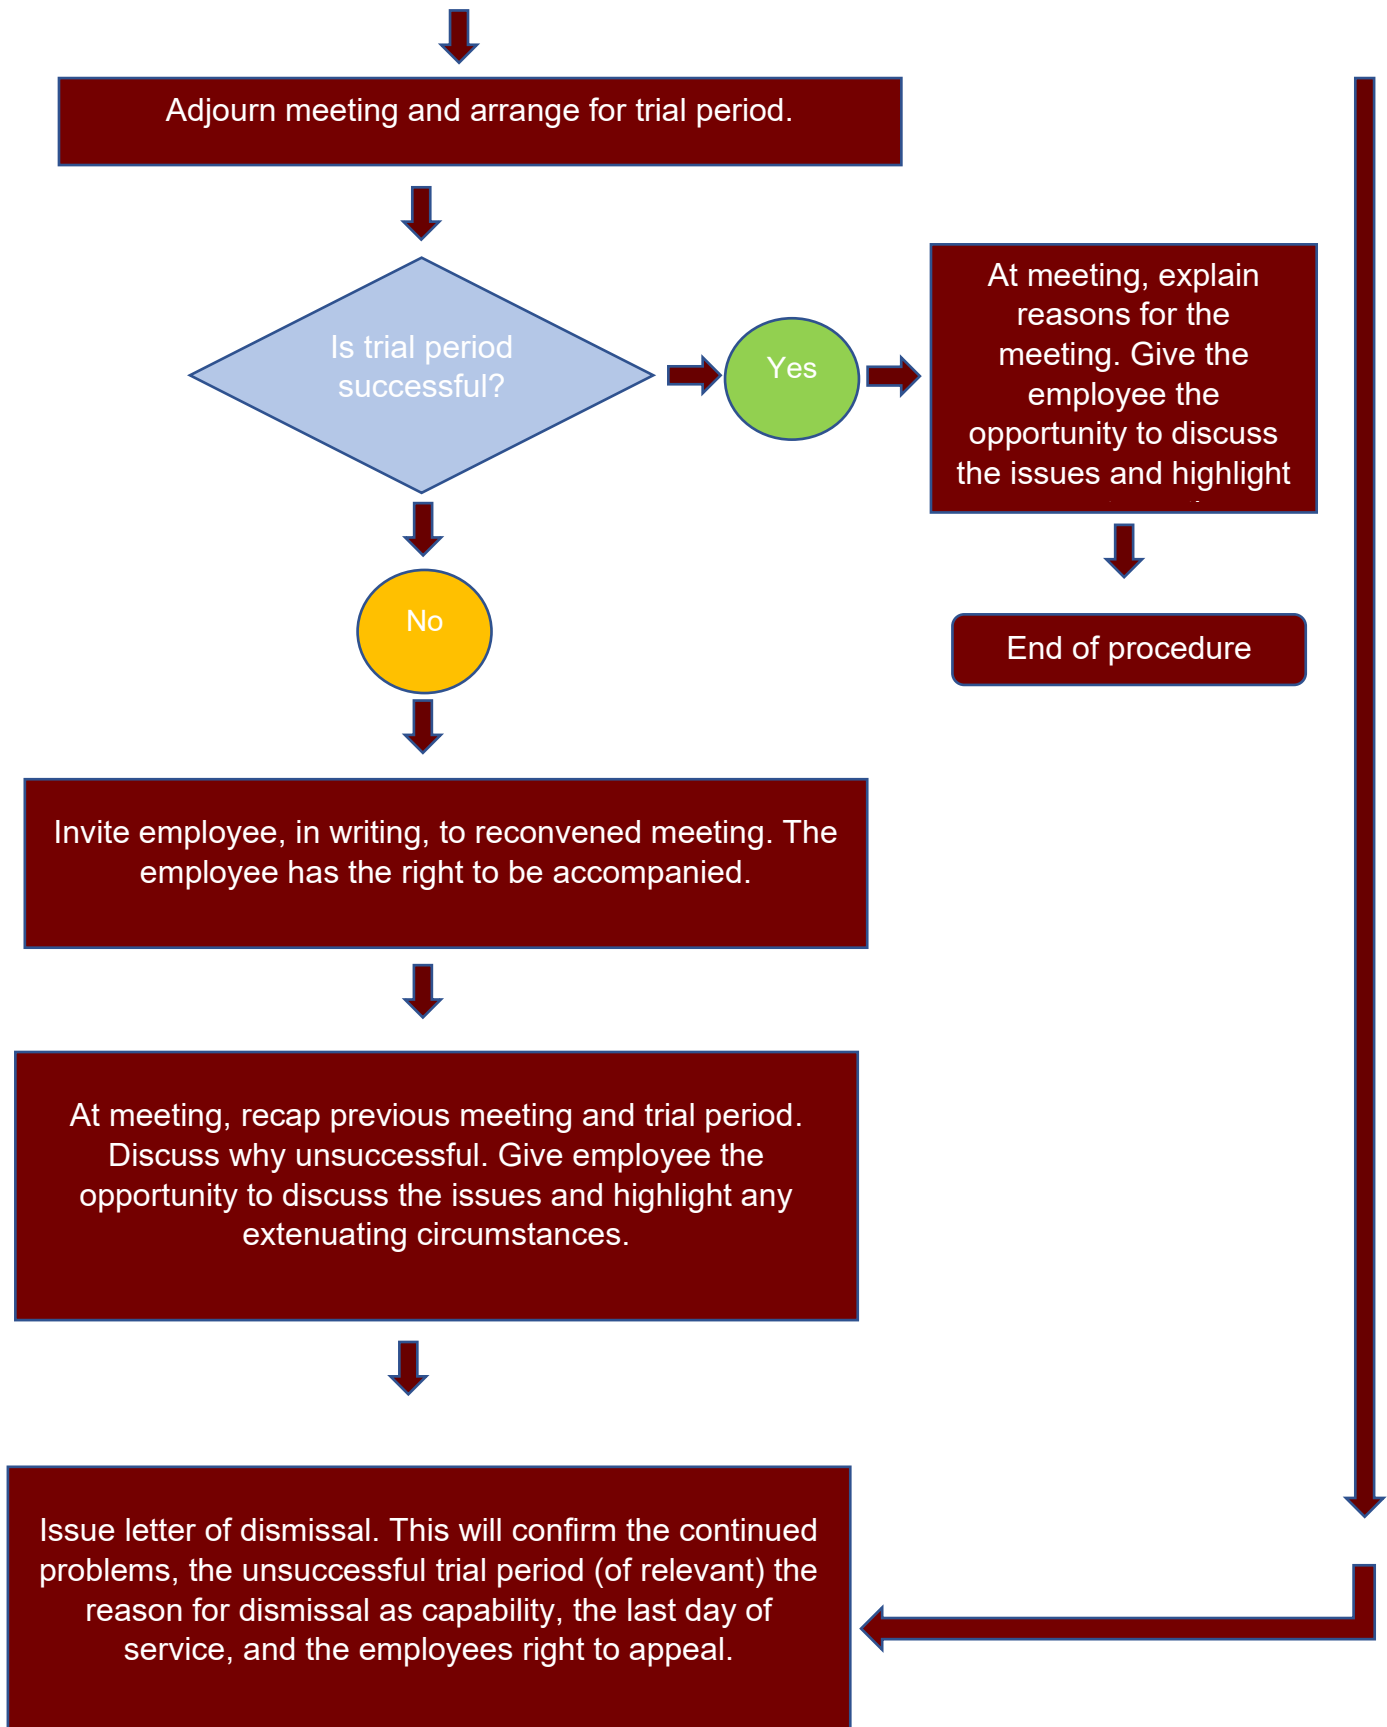 Adjourn meeting and arrange for trial period.
Is trial period
successful?
Yes
At meeting, explain
reasons for the
meeting. Give the
employee the
opportunity to discuss
the issues and highlight
No
End of procedure
Invite employee, in writing, to reconvened meeting. The
employee has the right to be accompanied.
At meeting, recap previous meeting and trial period.
Discuss why unsuccessful. Give employee the
opportunity to discuss the issues and highlight any
extenuating circumstances.
Issue letter of dismissal. This will confirm the continued
problems, the unsuccessful trial period (of relevant) the
reason for dismissal as capability, the last day of
service, and the employees right to appeal.